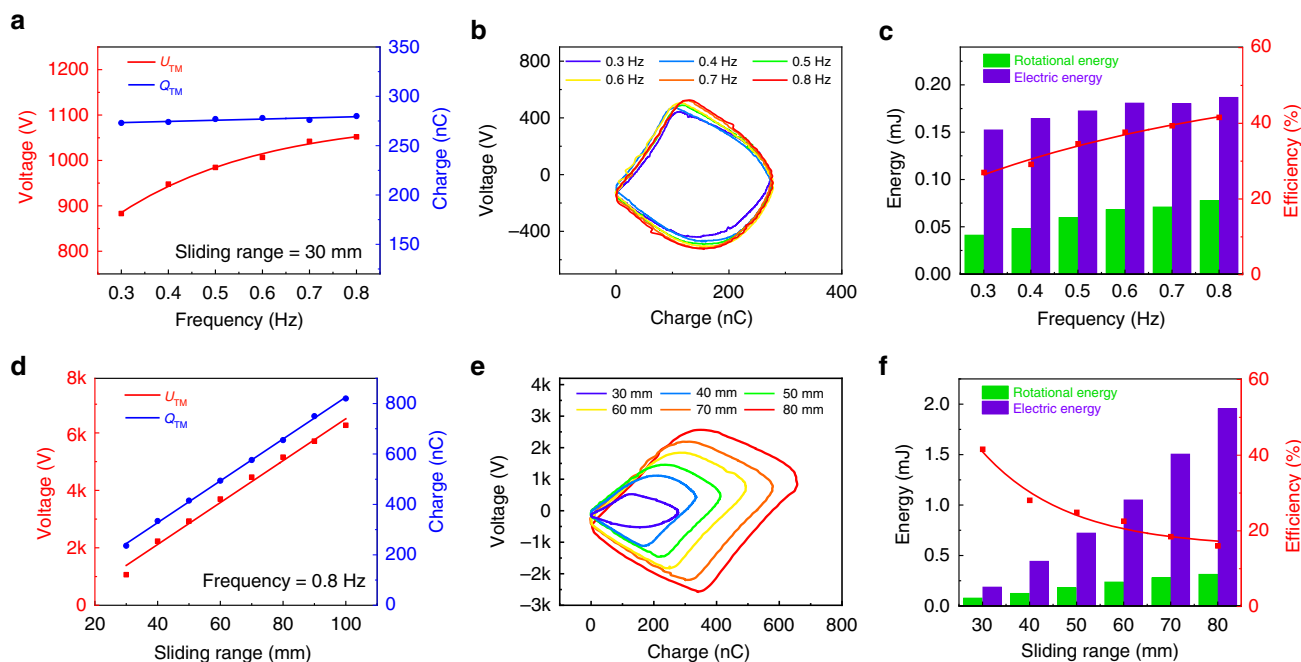 a
1200
1100
1000
900
800
Voltage (V)
U_TM
Q_TM
350
300
250
200
150
Charge (nC)
Sliding range = 30 mm
0.3 0.4 0.5 0.6 0.7 0.8
Frequency (Hz)
b
800
400
0
−400
Voltage (V)
0.3 Hz 0.4 Hz 0.5 Hz
0.6 Hz 0.7 Hz 0.8 Hz
0 200 400
Charge (nC)
c
0.20
0.15
0.10
0.05
0.00
Energy (mJ)
Rotational energy
Electric energy
60
40
20
0
Efficiency (%)
0.3 0.4 0.5 0.6 0.7 0.8
Frequency (Hz)
d
8k
6k
4k
2k
0
Voltage (V)
U_TM
Q_TM
800
600
400
200
0
Charge (nC)
Frequency = 0.8 Hz
20 40 60 80 100
Sliding range (mm)
e
4k
3k
2k
1k
0
−1k
−2k
−3k
Voltage (V)
30 mm 40 mm 50 mm
60 mm 70 mm 80 mm
0 200 400 600 800
Charge (nC)
f
2.0
1.5
1.0
0.5
0.0
Energy (mJ)
Rotational energy
Electric energy
60
40
20
0
Efficiency (%)
30 40 50 60 70 80
Sliding range (mm)